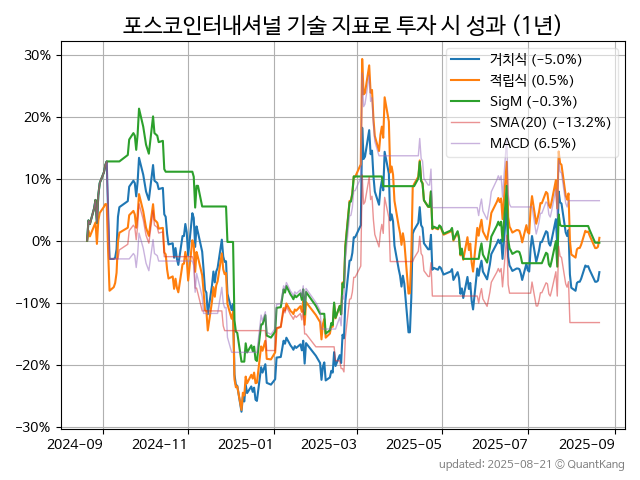 포스코인터내셔널 기술 지표로 투자 시 성과 (1년)
거치식 (−5.0%)
적립식 (0.5%)
SigM (−0.3%)
SMA(20) (−13.2%)
MACD (6.5%)
30%
20%
10%
0%
−10%
−20%
−30%
2024-09
2024-11
2025-01
2025-03
2025-05
2025-07
2025-09
updated: 2025-08-21 © QuantKang